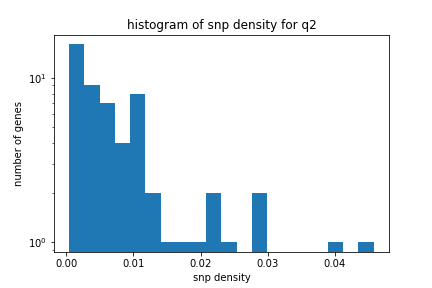 histogram of snp density for q2
number of genes
10¹
10⁰
0.00 0.01 0.02 0.03 0.04
snp density